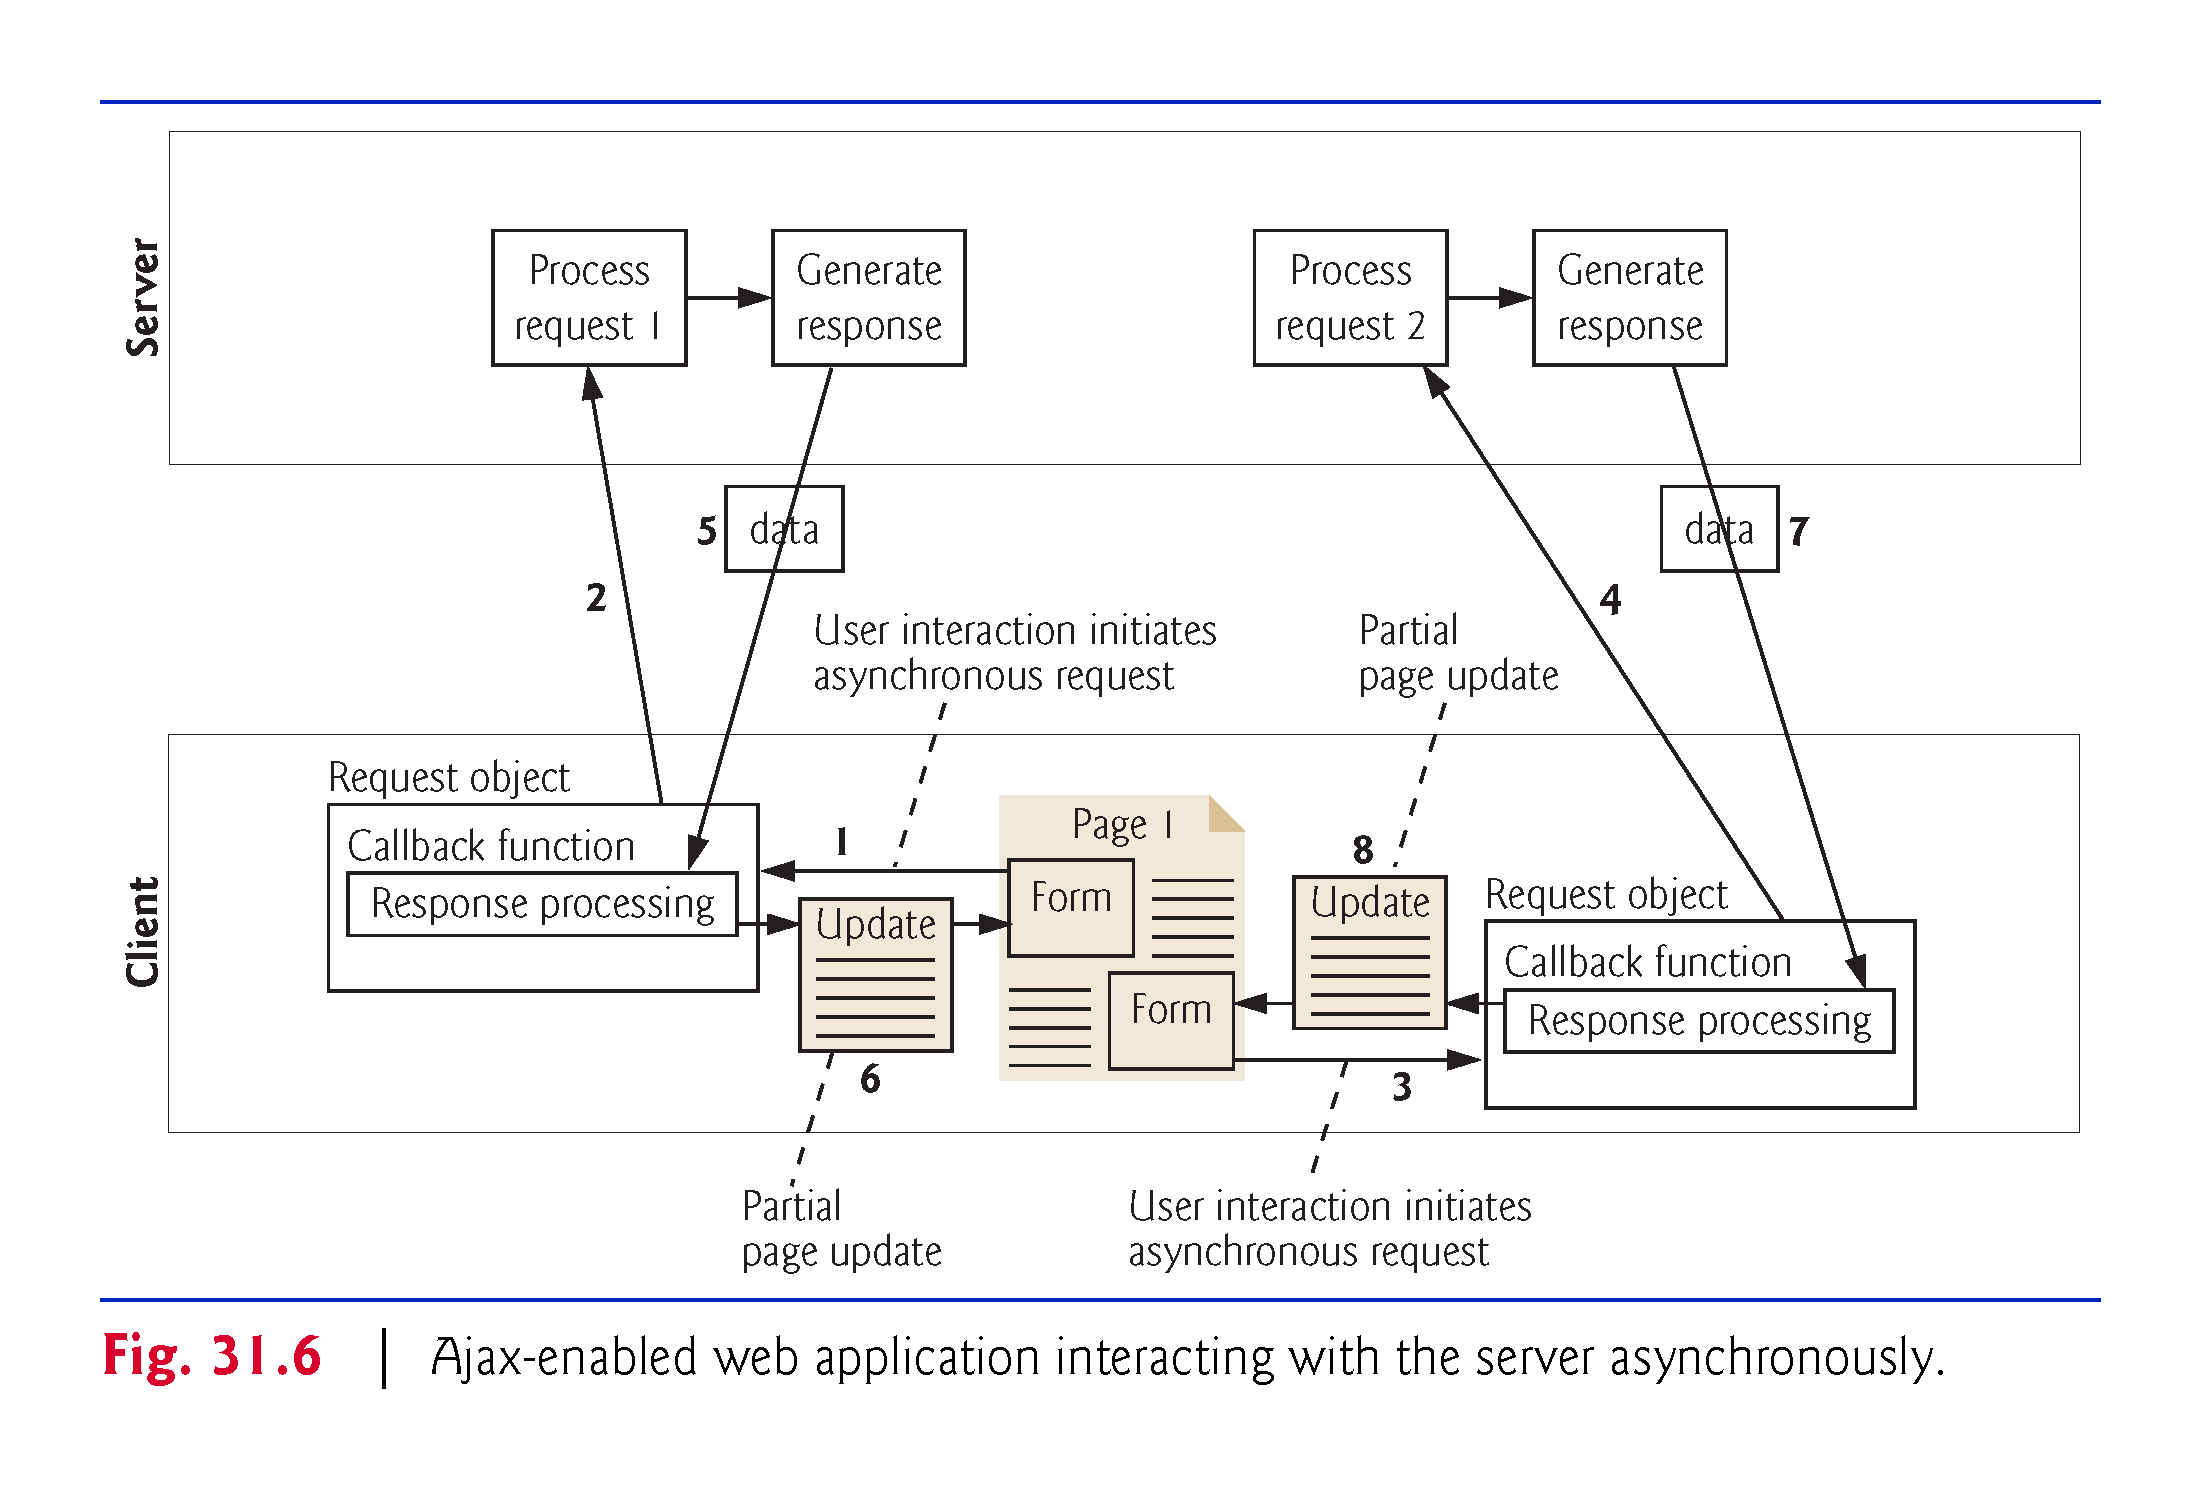 Server
Process
request 1
Generate
response
Process
request 2
Generate
response
5
data
data
7
2
4
User interaction initiates
asynchronous request
Partial
page update
Client
Request object
Callback function
Response processing
1
Update
6
Page 1
Form
Form
8
Update
3
Request object
Callback function
Response processing
Partial
page update
User interaction initiates
asynchronous request
Fig. 31.6 | Ajax-enabled web application interacting with the server asynchronously.